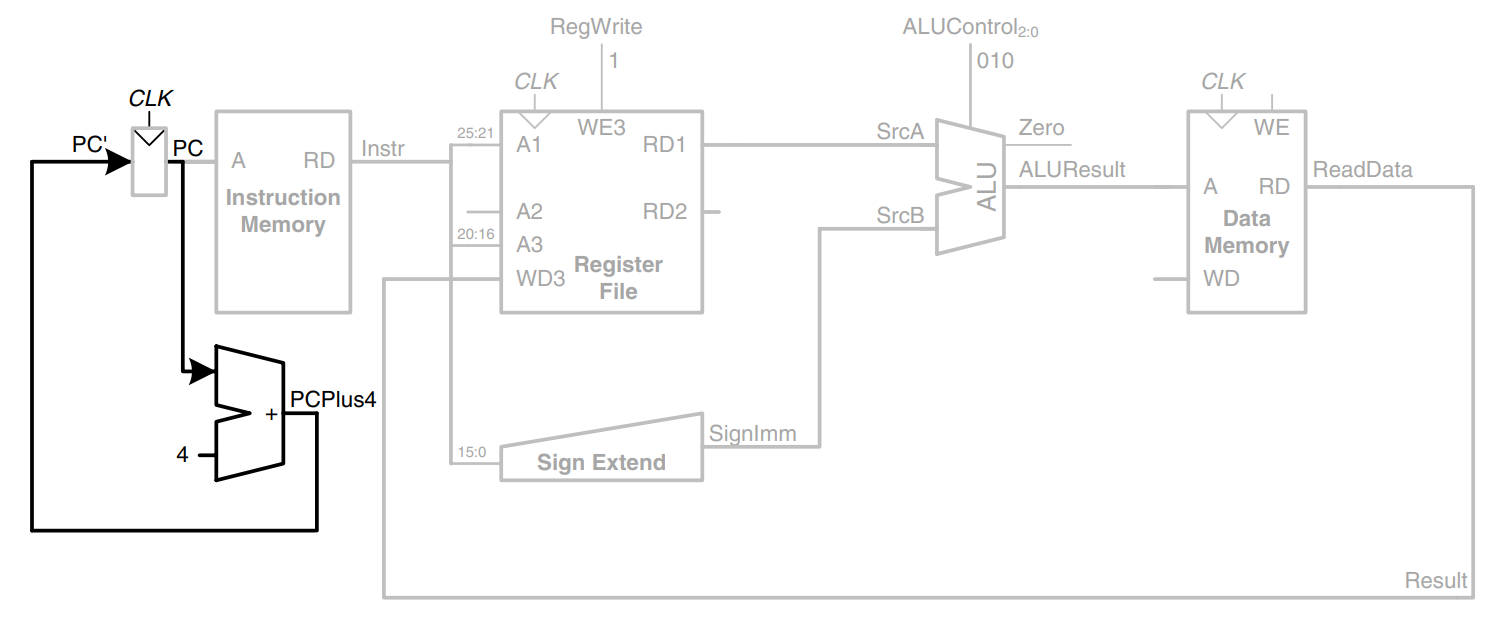 RegWrite
ALUControl2:0
1
010
CLK
CLK
CLK
PC'
PC
A
RD
Instruction
Memory
Instr
25:21
A1
WE3
RD1
A2
RD2
20:16
A3
WD3
Register
File
SrcA
SrcB
ALU
Zero
ALUResult
WE
A
RD
Data
Memory
WD
ReadData
PCPlus4
+
4
15:0
Sign Extend
SignImm
Result